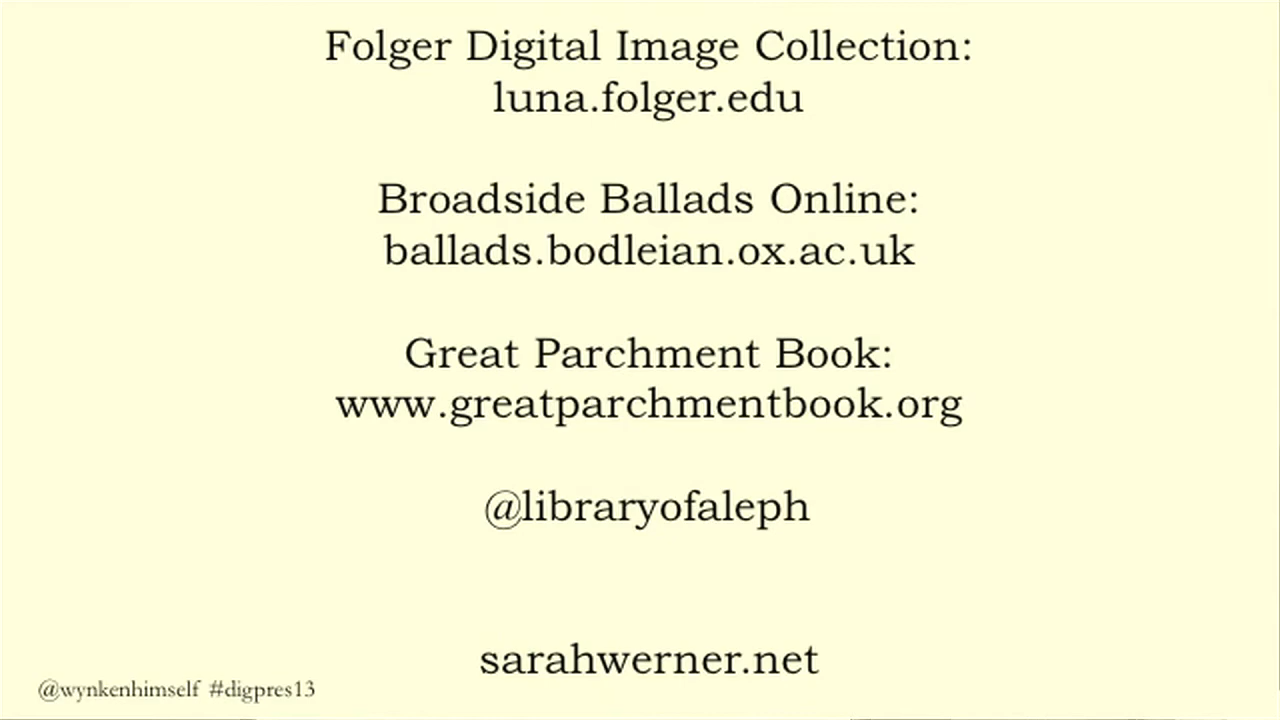 Folger Digital Image Collection:
luna.folger.edu
Broadside Ballads Online:
ballads.bodleian.ox.ac.uk
Great Parchment Book:
www.greatparchmentbook.org
@libraryofaleph
sarahwerner.net
@wynkenhimself #digpres13